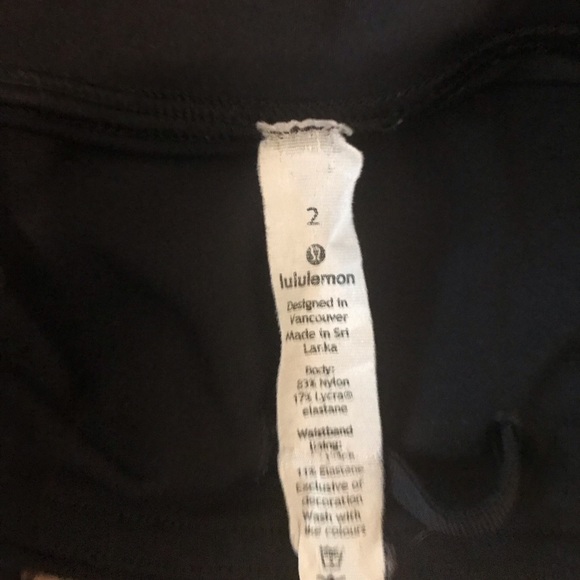 2
lululemon
Designed in
Vancouver
Made in Sri
Lanka
Body:
83% Nylon
17% Lycra®
elastane
Waistband
lining:
11% Elastane
Exclusive of
decoration
Wash with
like colours